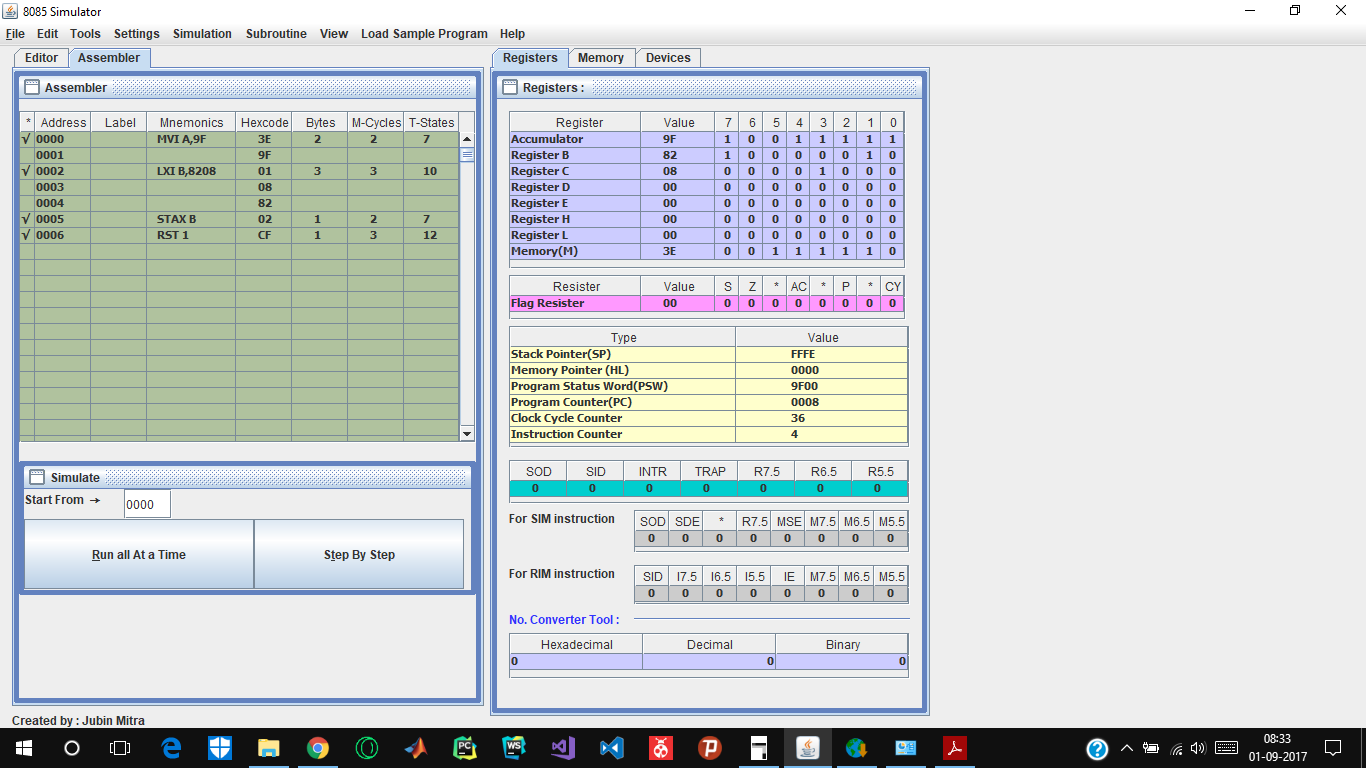 8085 Simulator
File Edit Tools Settings Simulation Subroutine View Load Sample Program Help
Editor Assembler
Assembler
* Address Label Mnemonics Hexcode Bytes M-Cycles T-States
√ 0000 MVI A,9F 3E 2 2 7
0001 9F
√ 0002 LXI B,8208 01 3 3 10
0003 08
0004 82
√ 0005 STAX B 02 1 2 7
√ 0006 RST 1 CF 1 3 12
Simulate
Start From → 0000
Run all At a Time Step By Step
Created by : Jubin Mitra
Registers Memory Devices
Registers :
Register Value 7 6 5 4 3 2 1 0
Accumulator 9F 1 0 0 1 1 1 1 1
Register B 82 1 0 0 0 0 0 1 0
Register C 08 0 0 0 0 1 0 0 0
Register D 00 0 0 0 0 0 0 0 0
Register E 00 0 0 0 0 0 0 0 0
Register H 00 0 0 0 0 0 0 0 0
Register L 00 0 0 0 0 0 0 0 0
Memory(M) 3E 0 0 1 1 1 1 1 0
Resister Value S Z * AC * P * CY
Flag Resister 00 0 0 0 0 0 0 0 0
Type Value
Stack Pointer(SP) FFFE
Memory Pointer (HL) 0000
Program Status Word(PSW) 9F00
Program Counter(PC) 0008
Clock Cycle Counter 36
Instruction Counter 4
SOD SID INTR TRAP R7.5 R6.5 R5.5
0 0 0 0 0 0 0
For SIM instruction SOD SDE * R7.5 MSE M7.5 M6.5 M5.5
0 0 0 0 0 0 0 0
For RIM instruction SID I7.5 I6.5 I5.5 IE M7.5 M6.5 M5.5
0 0 0 0 0 0 0 0
No. Converter Tool :
Hexadecimal Decimal Binary
0 0 0
PC WS
08:33
01-09-2017